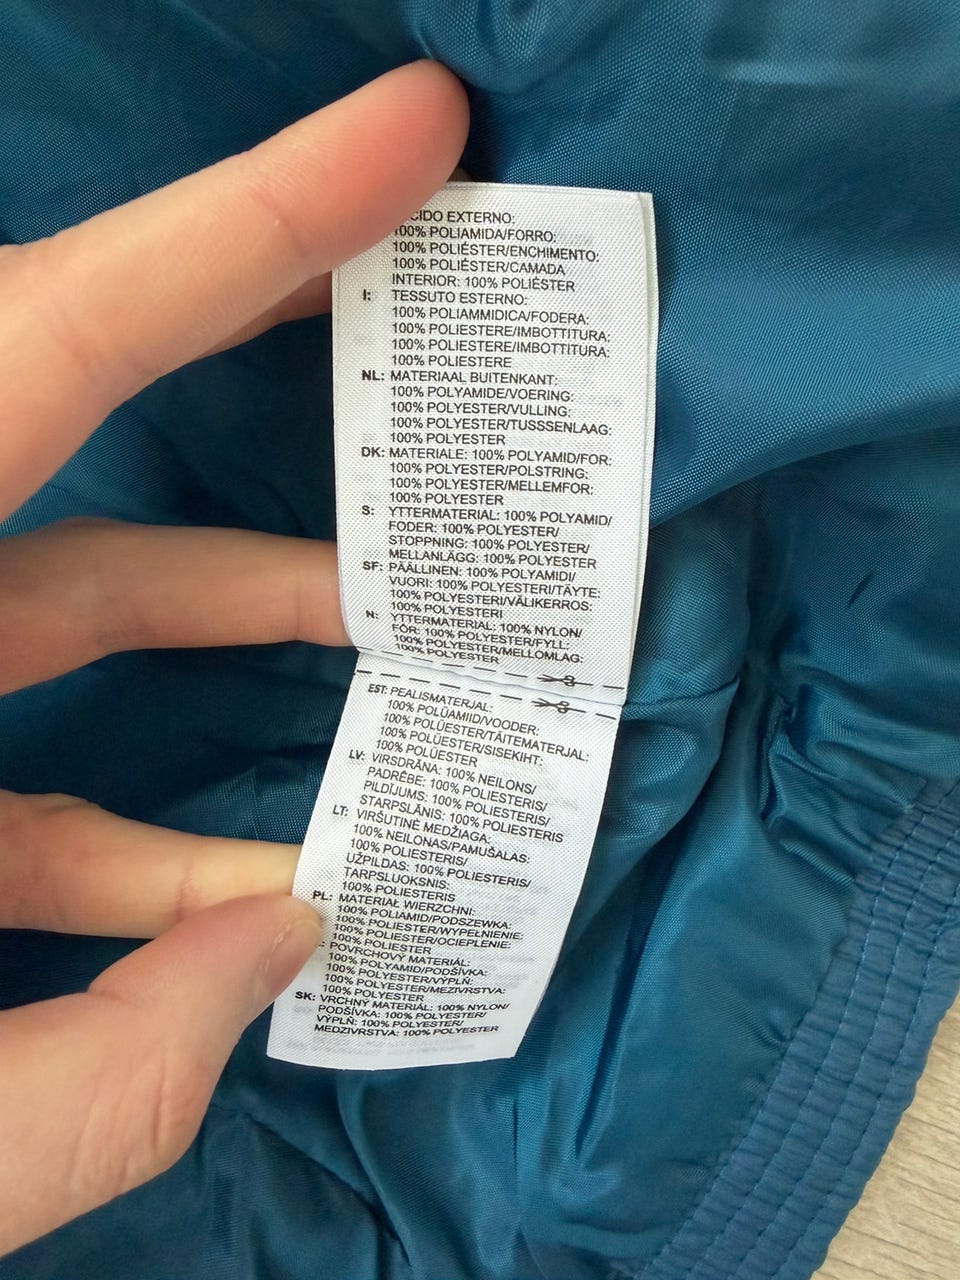 CIDO EXTERNO:
100% POLIAMIDA/FORRO:
100% POLIÉSTER/ENCHIMENTO:
100% POLIÉSTER/CAMADA
INTERIOR: 100% POLIÉSTER
I: TESSUTO ESTERNO:
100% POLIAMMIDICA/FODERA:
100% POLIESTERE/IMBOTTITURA:
100% POLIESTERE/IMBOTTITURA:
100% POLIESTERE
NL: MATERIAAL BUITENKANT:
100% POLYAMIDE/VOERING:
100% POLYESTER/VULLING:
100% POLYESTER/TUSSSENLAAG:
100% POLYESTER
DK: MATERIALE: 100% POLYAMID/FOR:
100% POLYESTER/POLSTRING:
100% POLYESTER/MELLEMFOR:
100% POLYESTER
S: YTTERMATERIAL: 100% POLYAMID/
FODER: 100% POLYESTER/
STOPPNING: 100% POLYESTER/
MELLANLÄGG: 100% POLYESTER
SF: PÄÄLLINEN: 100% POLYAMIDI/
VUORI: 100% POLYESTERI/TÄYTE:
100% POLYESTERI/VÄLIKERROS:
100% POLYESTERI
N: YTTERMATERIAL: 100% NYLON/
FÔR: 100% POLYESTER/FYLL:
100% POLYESTER/MELLOMLAG:
100% POLYESTER
EST: PEALISMATERJAL:
100% POLÜAMIID/VOODER:
100% POLÜESTER/TÄITEMATERJAL:
100% POLÜESTER/SISEKIHT:
100% POLÜESTER
LV: VIRSDRĀNA: 100% NEILONS/
PADRĒBE: 100% POLIESTERIS/
PILDĪJUMS: 100% POLIESTERIS/
STARPSLĀNIS: 100% POLIESTERIS
LT: VIRŠUTINĖ MEDŽIAGA:
100% NEILONAS/PAMUŠALAS:
100% POLIESTERIS/
UŽPILDAS: 100% POLIESTERIS/
TARPSLUOKSNIS:
100% POLIESTERIS
PL: MATERIAŁ WIERZCHNI:
100% POLIAMID/PODSZEWKA:
100% POLIESTER/WYPEŁNIENIE:
100% POLIESTER/OCIEPLENIE:
100% POLIESTER
: POVRCHOVÝ MATERIÁL:
100% POLYAMID/PODŠÍVKA:
100% POLYESTER/VÝPLŇ:
100% POLYESTER/MEZIVRSTVA:
100% POLYESTER
SK: VRCHNÝ MATERIÁL: 100% NYLON/
PODŠÍVKA: 100% POLYESTER/
VÝPLŇ: 100% POLYESTER/
MEDZIVRSTVA: 100% POLYESTER